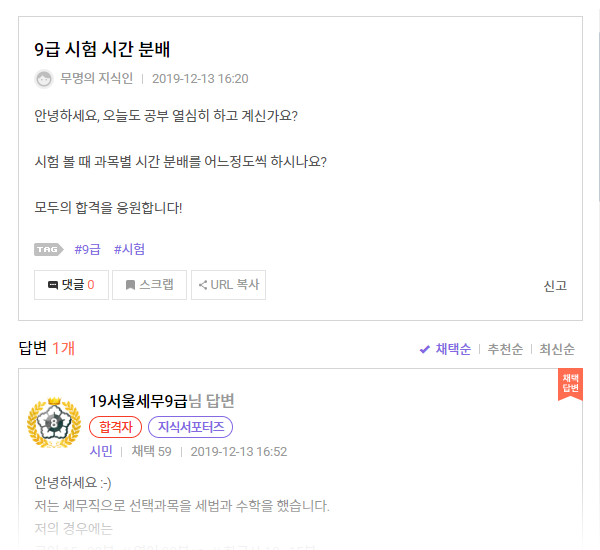 9급 시험 시간 분배
무명의 지식인 | 2019-12-13 16:20
안녕하세요, 오늘도 공부 열심히 하고 계신가요?
시험 볼 때 과목별 시간 분배를 어느정도씩 하시나요?
모두의 합격을 응원합니다!
TAG #9급 #시험
댓글 0 스크랩 URL 복사 신고
답변 1개 채택순 | 추천순 | 최신순
채택
답변
19서울세무9급님 답변
8
합격자 지식서포터즈
시민 | 채택 59 | 2019-12-13 16:52
안녕하세요 :-)
저는 세무직으로 선택과목을 세법과 수학을 했습니다.
저의 경우에는